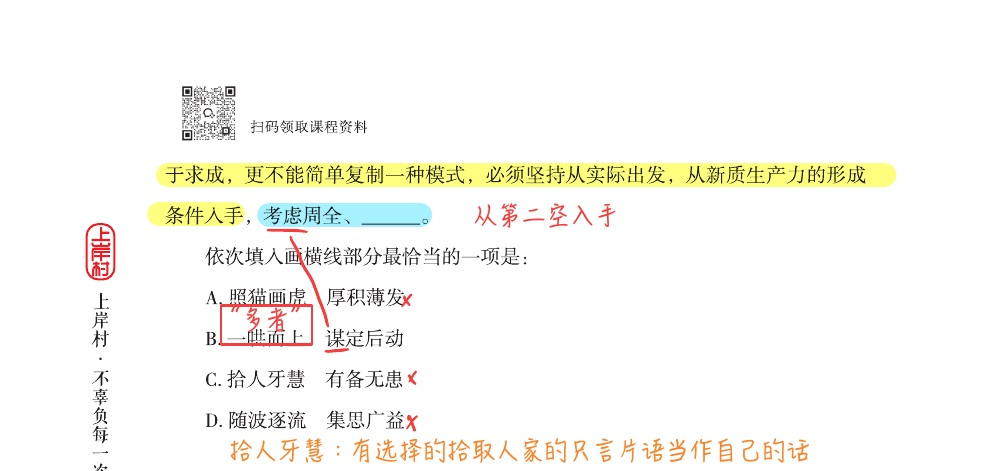 扫码领取课程资料
于求成，更不能简单复制一种模式，必须坚持从实际出发，从新质生产力的形成
条件入手，考虑周全、______。 从第二空入手
依次填入画横线部分最恰当的一项是：
A. 照猫画虎 厚积薄发×
"多者"
B. 一哄而上 谋定后动
C. 拾人牙慧 有备无患×
D. 随波逐流 集思广益×
拾人牙慧：有选择的拾取人家的只言片语当作自己的话
上岸村
上岸村·不辜负每一次